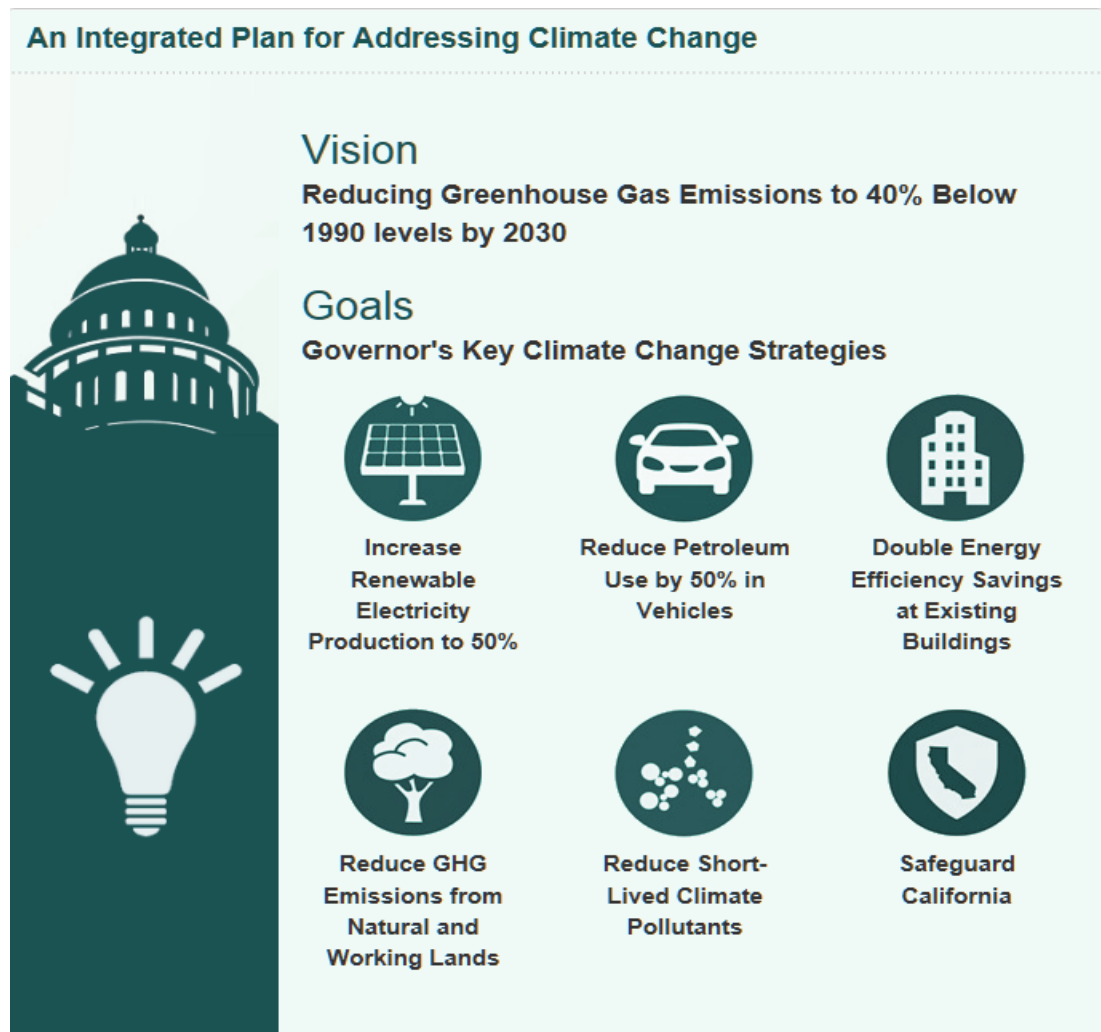 An Integrated Plan for Addressing Climate Change
Vision
Reducing Greenhouse Gas Emissions to 40% Below
1990 levels by 2030
Goals
Governor's Key Climate Change Strategies
Increase
Renewable
Electricity
Production to 50%
Reduce Petroleum
Use by 50% in
Vehicles
Double Energy
Efficiency Savings
at Existing
Buildings
Reduce GHG
Emissions from
Natural and
Working Lands
Reduce Short-
Lived Climate
Pollutants
Safeguard
California